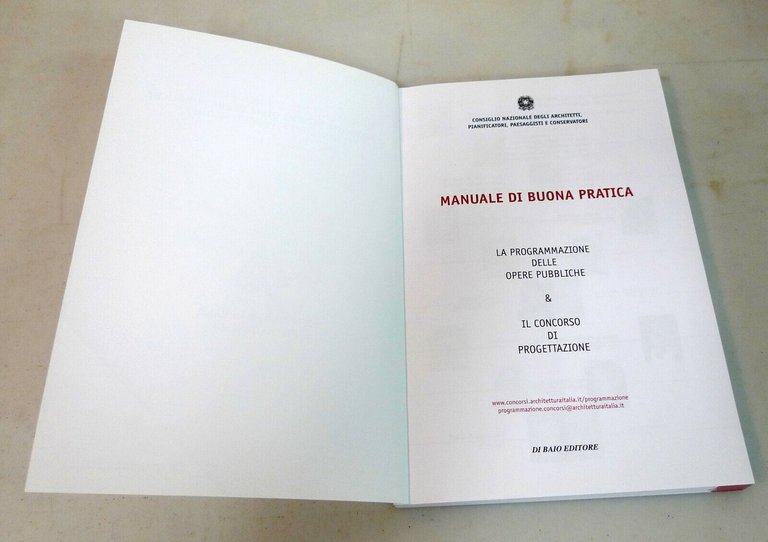 CONSIGLIO NAZIONALE DEGLI ARCHITETTI,
PIANIFICATORI, PAESAGGISTI E CONSERVATORI
MANUALE DI BUONA PRATICA
LA PROGRAMMAZIONE
DELLE
OPERE PUBBLICHE
&
IL CONCORSO
DI
PROGETTAZIONE
www.concorsi.architetturaitalia.it/programmazione
programmazione.concorsi@architetturaitalia.it
DI BAIO EDITORE